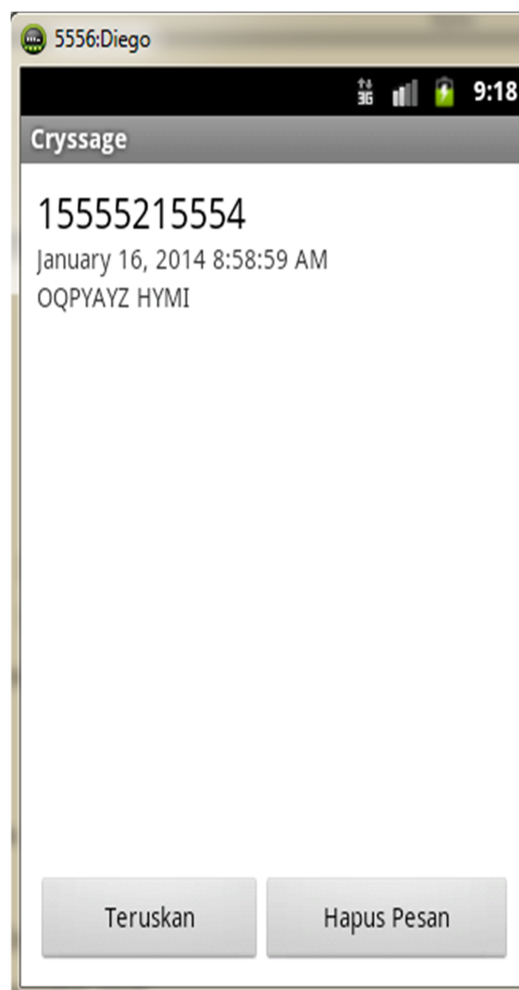 5556:Diego
3G 9:18
Cryssage
15555215554
January 16, 2014 8:58:59 AM
OQPYAYZ HYMI
Teruskan Hapus Pesan